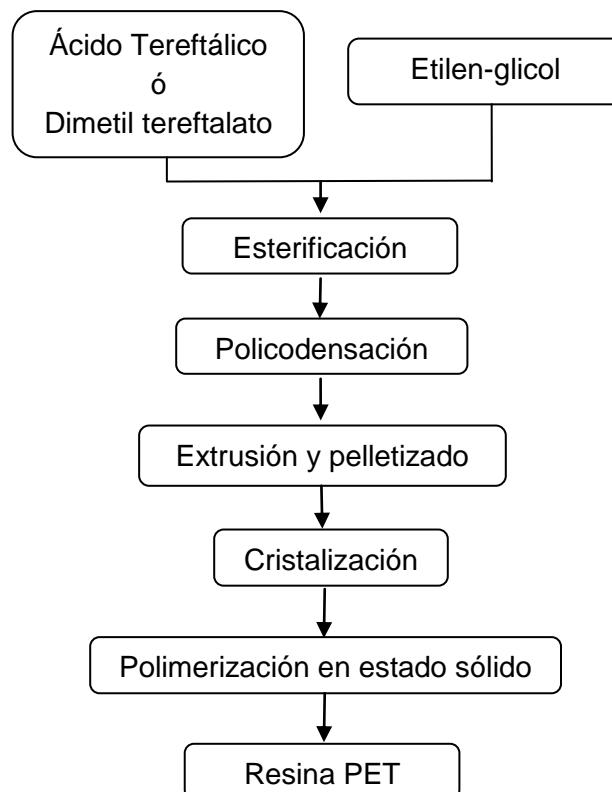 Ácido Tereftálico
ó
Dimetil tereftalato
Etilen-glicol
Esterificación
Policodensación
Extrusión y pelletizado
Cristalización
Polimerización en estado sólido
Resina PET